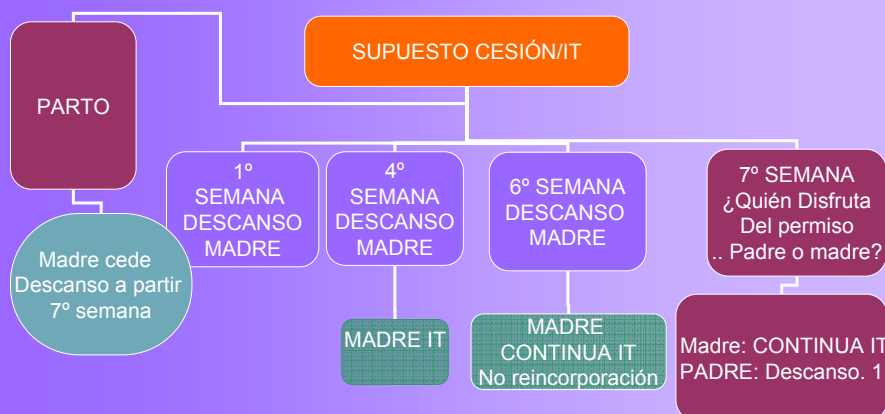 SUPUESTO CESIÓN/IT
PARTO
Madre cede
Descanso a partir
7º semana
1º
SEMANA
DESCANSO
MADRE
4º
SEMANA
DESCANSO
MADRE
6º SEMANA
DESCANSO
MADRE
7º SEMANA
¿Quién Disfruta
Del permiso
.. Padre o madre?
MADRE IT
MADRE
CONTINUA IT
No reincorporación
Madre: CONTINUA IT
PADRE: Descanso. 1